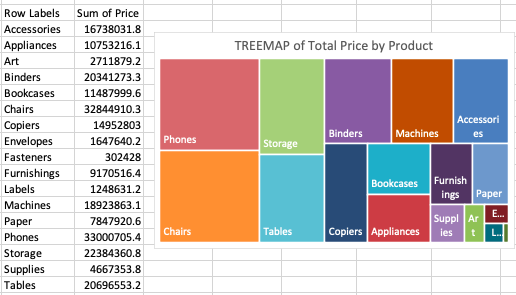 Row Labels Sum of Price
Accessories 16738031.8
Appliances 10753216.1
Art 2711879.2
Binders 20341273.3
Bookcases 11487999.6
Chairs 32844910.3
Copiers 14952803
Envelopes 1647640.2
Fasteners 302428
Furnishings 9170516.4
Labels 1248631.2
Machines 18923863.1
Paper 7847920.6
Phones 33000705.4
Storage 22384360.8
Supplies 4667353.8
Tables 20696553.2
TREEMAP of Total Price by Product
Phones
Chairs
Storage
Tables
Binders
Machines
Accessori
es
Copiers
Bookcases
Appliances
Furnish
ings
Paper
Suppl
ies
Ar
t
E...
L...